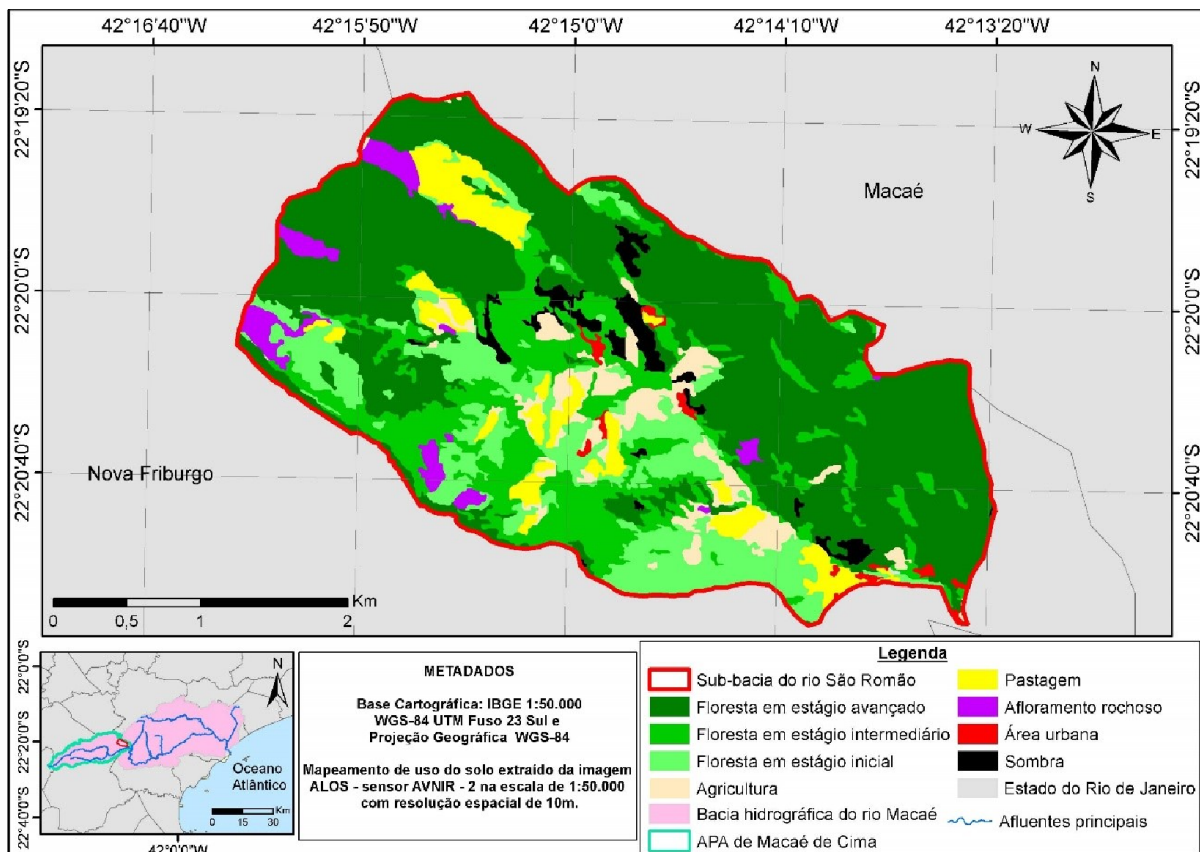 42°16'40"W 42°15'50"W 42°15'0"W 42°14'10"W 42°13'20"W
22°19'20"S
22°20'0"S
22°20'40"S
22°19'20"S
22°20'0"S
22°20'40"S
N
W E
S
Macaé
Nova Friburgo
Km
0 0,5 1 2
22°0'0"S
22°20'0"S
22°40'0"S
N
Oceano
Atlântico
Km
0 15 30
42°0'0"W
METADADOS
Base Cartográfica: IBGE 1:50.000
WGS-84 UTM Fuso 23 Sul e
Projeção Geográfica WGS-84
Mapeamento de uso do solo extraído da imagem
ALOS - sensor AVNIR - 2 na escala de 1:50.000
com resolução espacial de 10m.
Legenda
Sub-bacia do rio São Romão
Floresta em estágio avançado
Floresta em estágio intermediário
Floresta em estágio inicial
Agricultura
Bacia hidrográfica do rio Macaé
APA de Macaé de Cima
Pastagem
Afloramento rochoso
Área urbana
Sombra
Estado do Rio de Janeiro
Afluentes principais